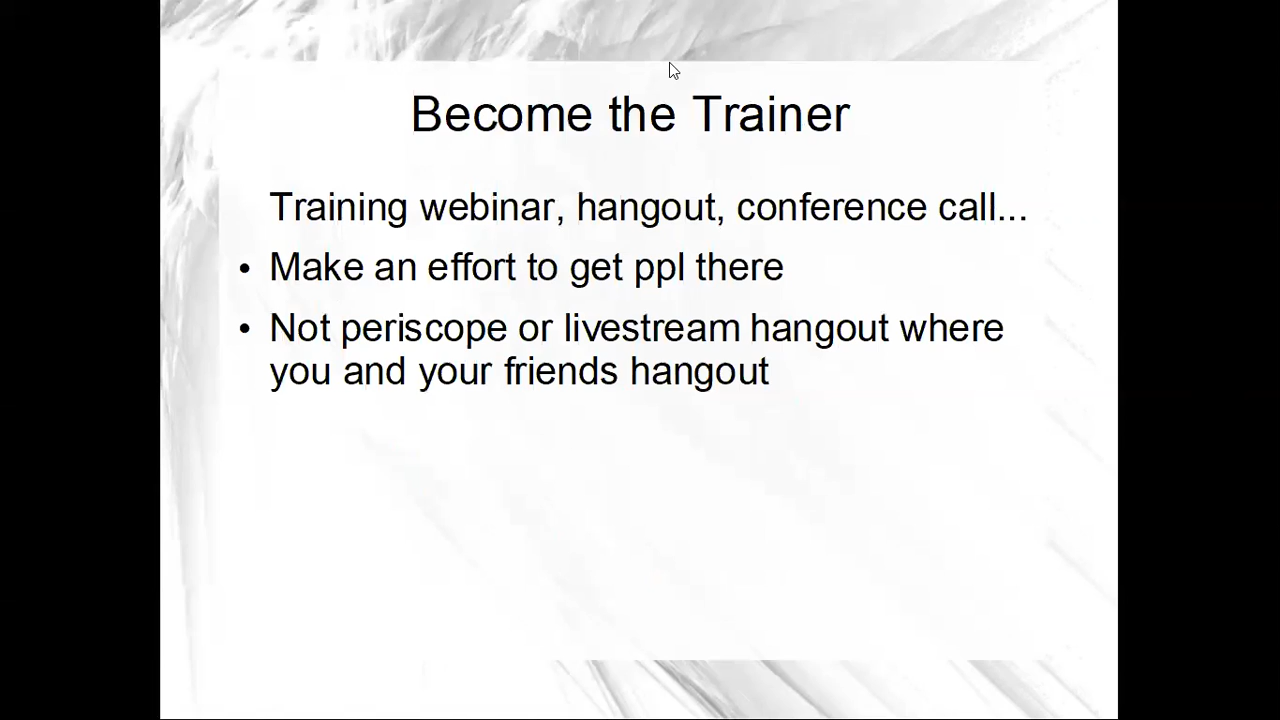 Become the Trainer
Training webinar, hangout, conference call...
• Make an effort to get ppl there
• Not periscope or livestream hangout where
you and your friends hangout